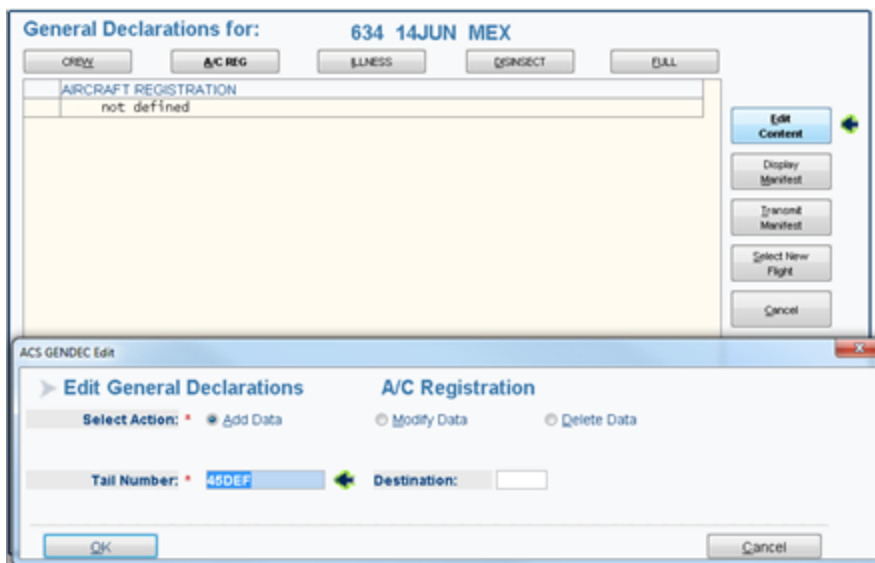 General Declarations for: 634 14JUN MEX
CREW A/C REG ILLNESS DISINSECT FULL
AIRCRAFT REGISTRATION
not defined
Edit
Content
Display
Manifest
Transmit
Manifest
Select New
Flight
Cancel
ACS GENDEC Edit
Edit General Declarations A/C Registration
Select Action: * Add Data Modify Data Delete Data
Tail Number: * 45DEF Destination:
OK Cancel